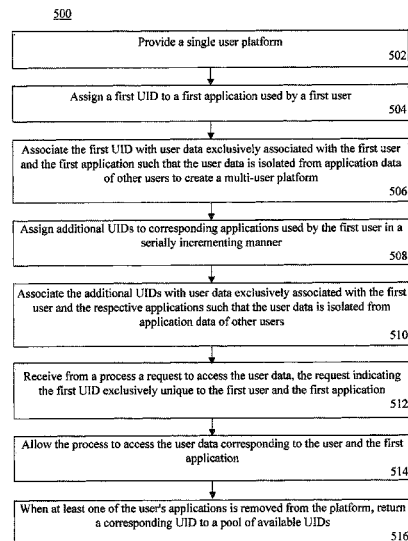 500
Provide a single user platform
502
Assign a first UID to a first application used by a first user
504
Associate the first UID with user data exclusively associated with the first user
and the first application such that the user data is isolated from application data
of other users to create a multi-user platform
506
Assign additional UIDs to corresponding applications used by the first user in a
serially incrementing manner
508
Associate the additional UIDs with user data exclusively associated with the first
user and the respective applications such that the user data is isolated from
application data of other users
510
Receive from a process a request to access the user data, the request indicating
the first UID exclusively unique to the first user and the first application
512
Allow the process to access the user data corresponding to the user and the first
application
514
When at least one of the user's applications is removed from the platform, return
a corresponding UID to a pool of available UIDs
516